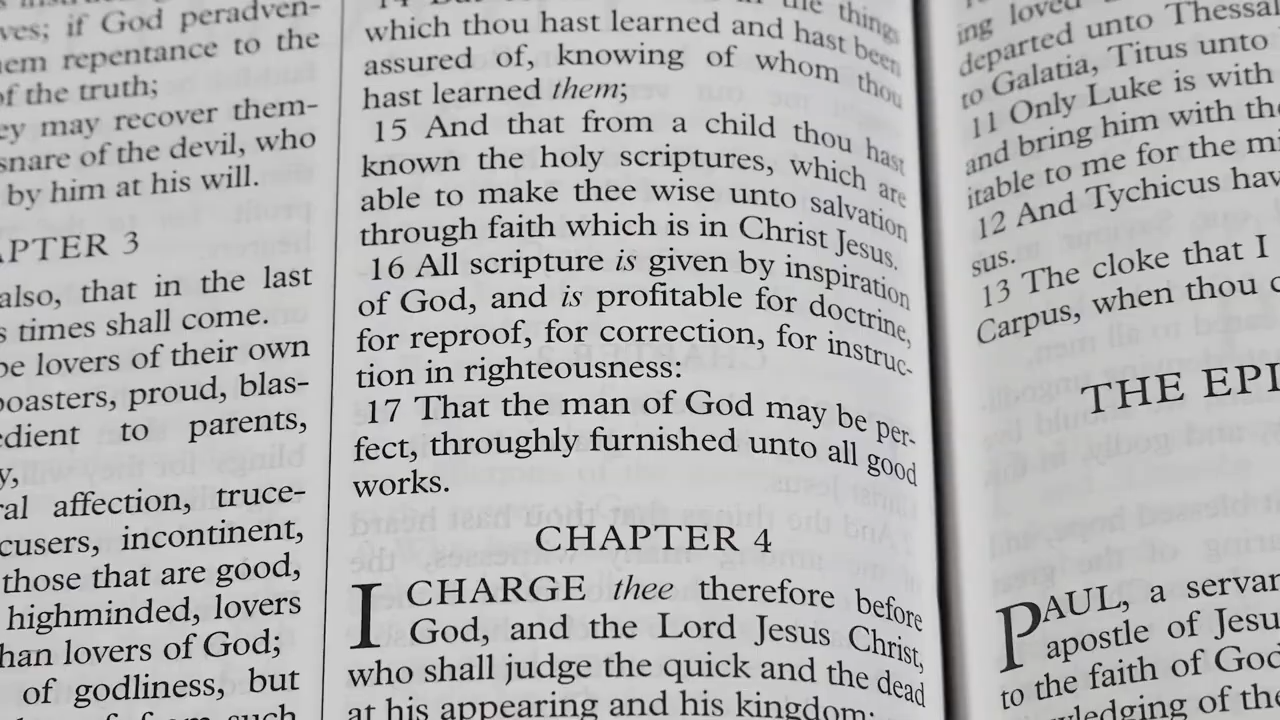 ves; if God peradven-
em repentance to the
of the truth;
ey may recover them-
snare of the devil, who
by him at his will.
APTER 3
also, that in the last
s times shall come.
be lovers of their own
boasters, proud, blas-
edient to parents,
y,
ral affection, truce-
cusers, incontinent,
those that are good,
highminded, lovers
han lovers of God;
of godliness, but
such
the things
which thou hast learned and hast been
assured of, knowing of whom thou
hast learned them;
15 And that from a child thou hast
known the holy scriptures, which are
able to make thee wise unto salvation
through faith which is in Christ Jesus.
16 All scripture is given by inspiration
of God, and is profitable for doctrine,
for reproof, for correction, for instruc-
tion in righteousness:
17 That the man of God may be per-
fect, throughly furnished unto all good
works.
CHAPTER 4
I CHARGE thee therefore before
God, and the Lord Jesus Christ,
who shall judge the quick and the dead
at his appearing and his kingdom;
ing loved
departed unto Thessal
to Galatia, Titus unto
11 Only Luke is with
and bring him with the
itable to me for the mi
12 And Tychicus hav
sus.
13 The cloke that I
Carpus, when thou c
THE EPI
PAUL, a servan
apostle of Jesu
to the faith of God
wledging of the